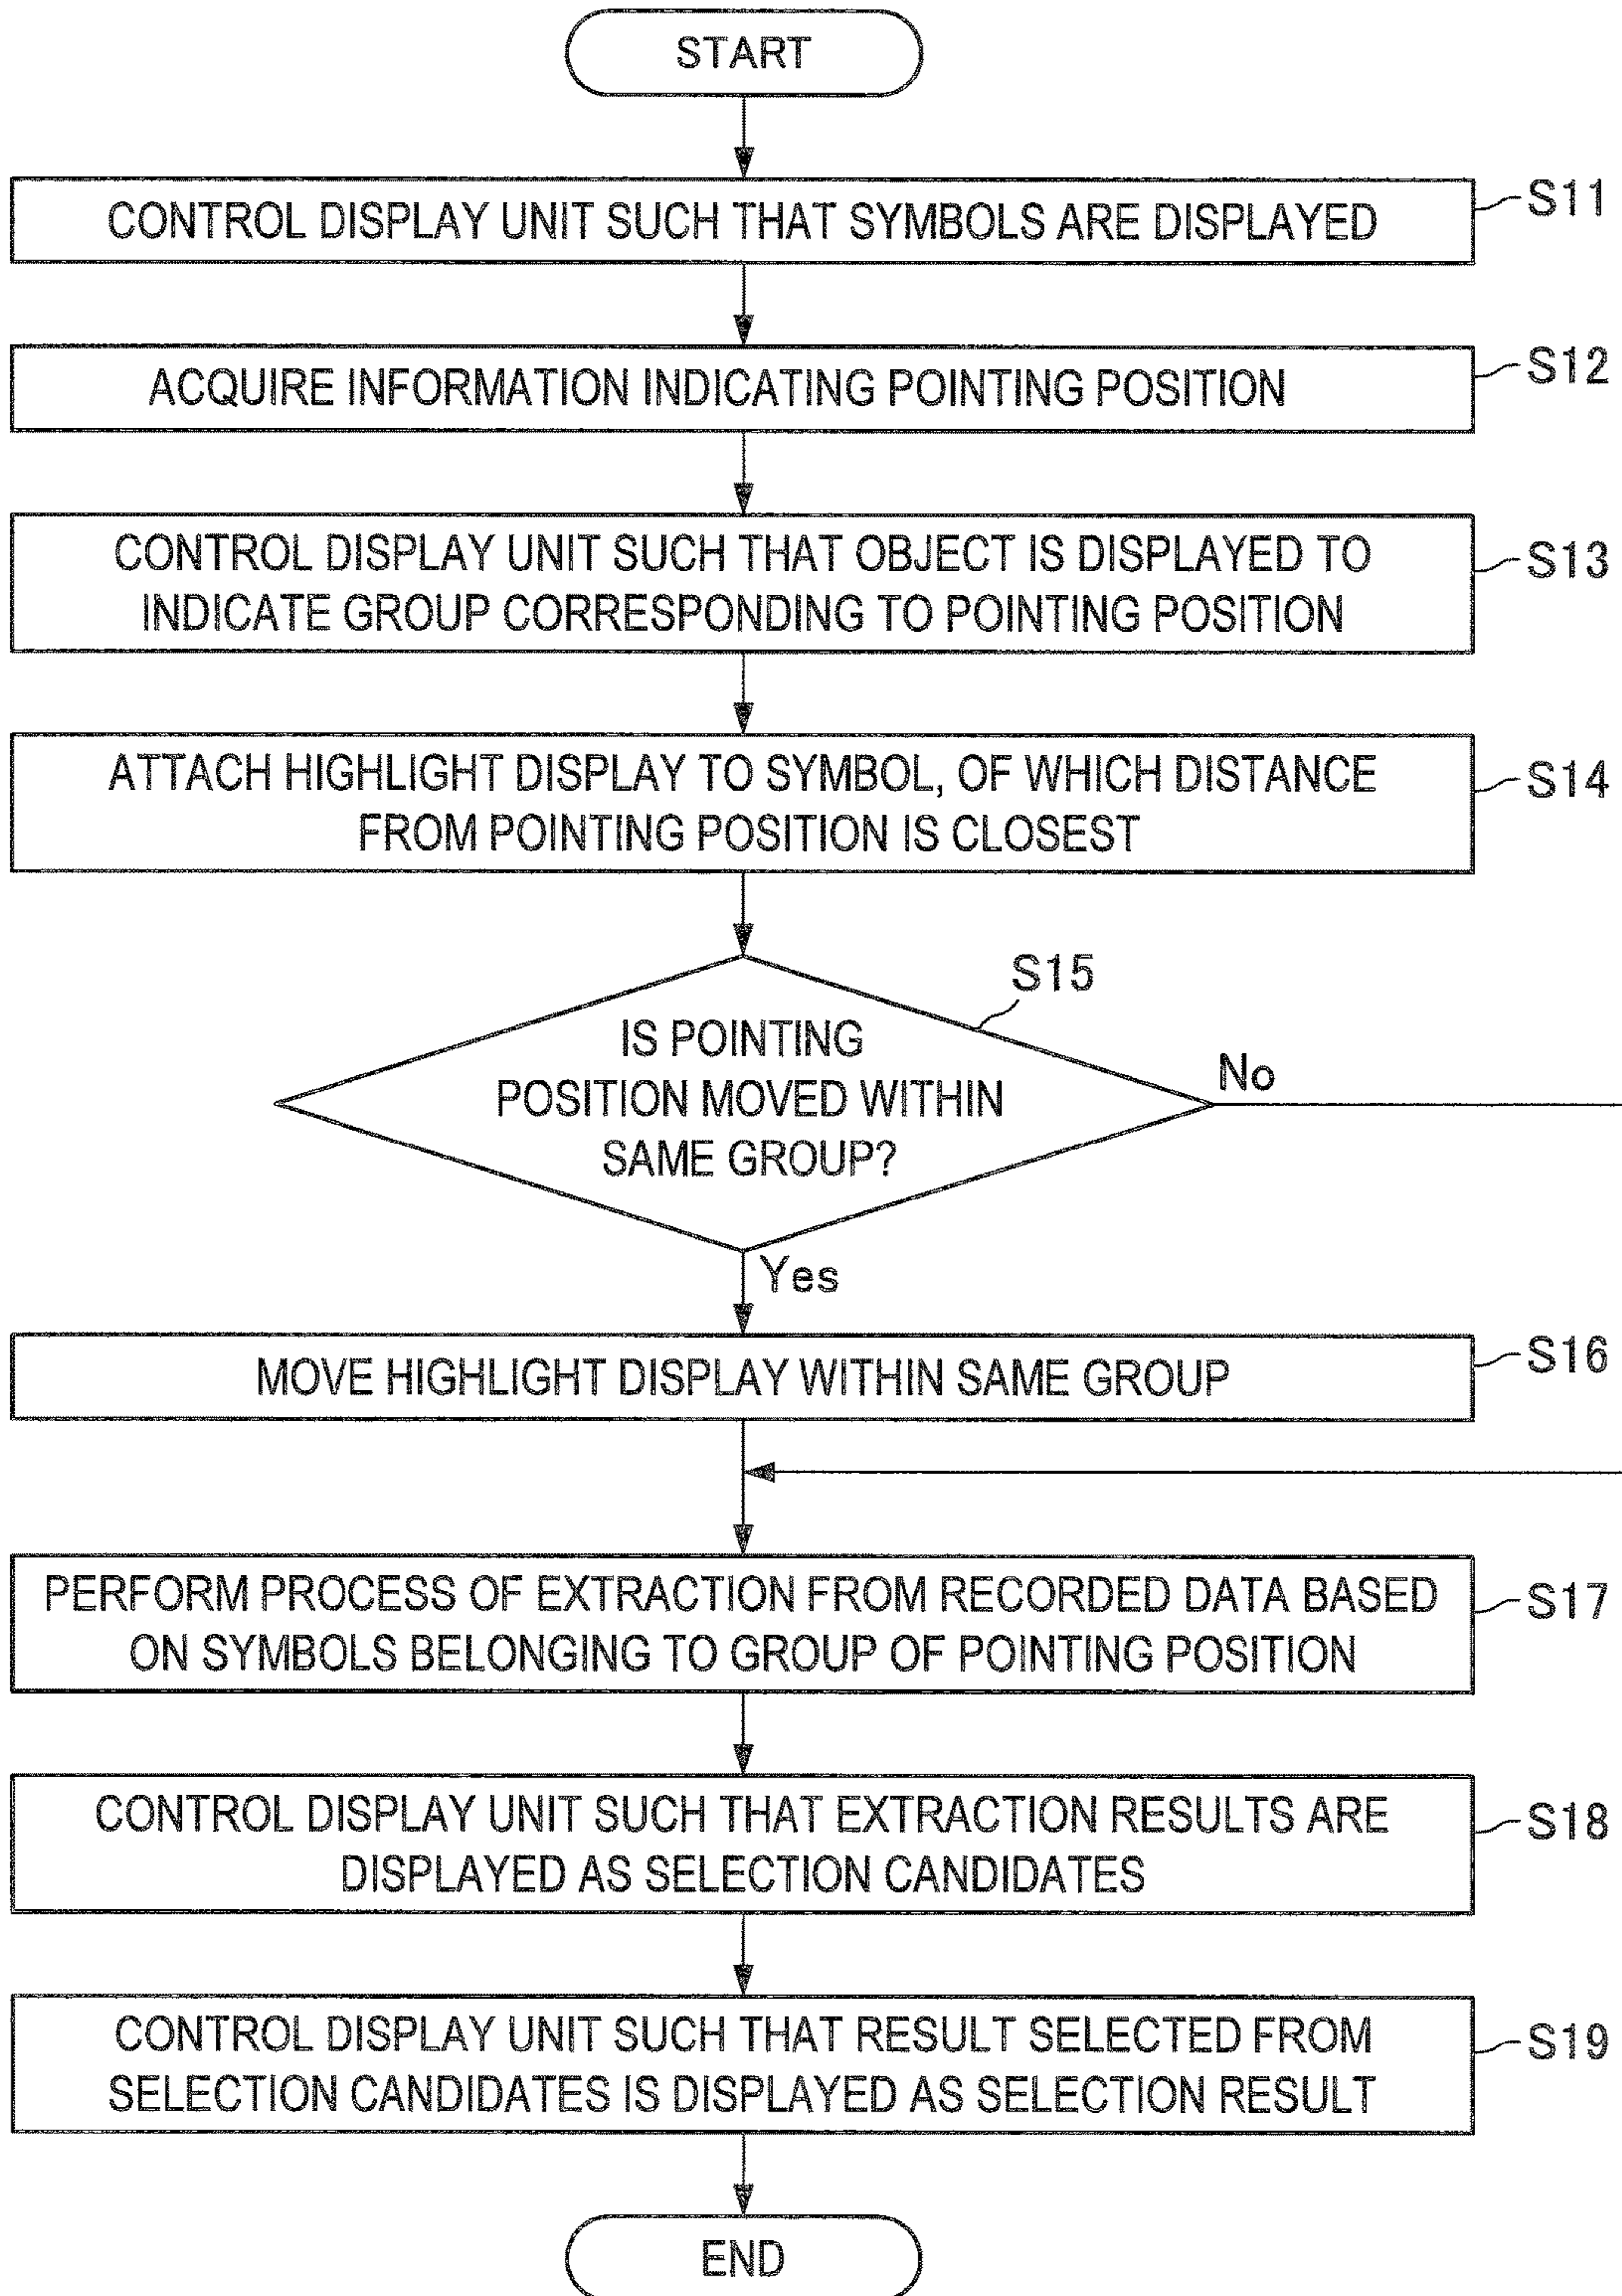 START
CONTROL DISPLAY UNIT SUCH THAT SYMBOLS ARE DISPLAYED
S11
ACQUIRE INFORMATION INDICATING POINTING POSITION
S12
CONTROL DISPLAY UNIT SUCH THAT OBJECT IS DISPLAYED TO
INDICATE GROUP CORRESPONDING TO POINTING POSITION
S13
ATTACH HIGHLIGHT DISPLAY TO SYMBOL, OF WHICH DISTANCE
FROM POINTING POSITION IS CLOSEST
S14
S15
IS POINTING
POSITION MOVED WITHIN
SAME GROUP?
No
Yes
MOVE HIGHLIGHT DISPLAY WITHIN SAME GROUP
S16
PERFORM PROCESS OF EXTRACTION FROM RECORDED DATA BASED
ON SYMBOLS BELONGING TO GROUP OF POINTING POSITION
S17
CONTROL DISPLAY UNIT SUCH THAT EXTRACTION RESULTS ARE
DISPLAYED AS SELECTION CANDIDATES
S18
CONTROL DISPLAY UNIT SUCH THAT RESULT SELECTED FROM
SELECTION CANDIDATES IS DISPLAYED AS SELECTION RESULT
S19
END